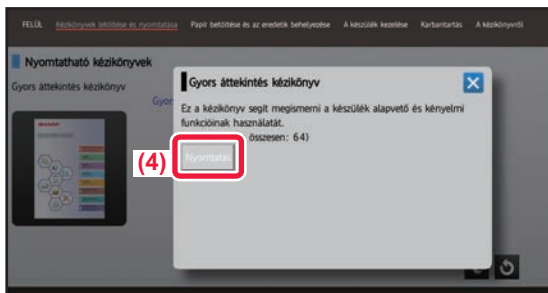 FELÜL Kézikönyvek letöltése és nyomtatása Papír betöltése és az eredetik behelyezése A készülék kezelése Karbantartás A kézikönyvről
Nyomtatható kézikönyvek
Gyors áttekintés kézikönyv
Gyor
Gyors áttekintés kézikönyv
Ez a kézikönyv segít megismerni a készülék alapvető és kényelmi
funkcióinak használatát.
összesen: 64)
(4)
Nyomtatás